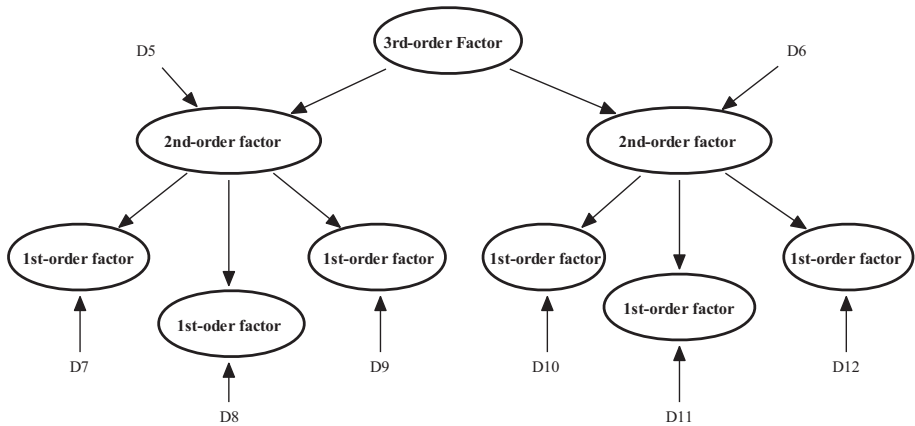 3rd-order Factor
D5
D6
2nd-order factor
2nd-order factor
1st-order factor
1st-order factor
1st-order factor
1st-order factor
1st-oder factor
1st-order factor
D7
D9
D10
D12
D8
D11